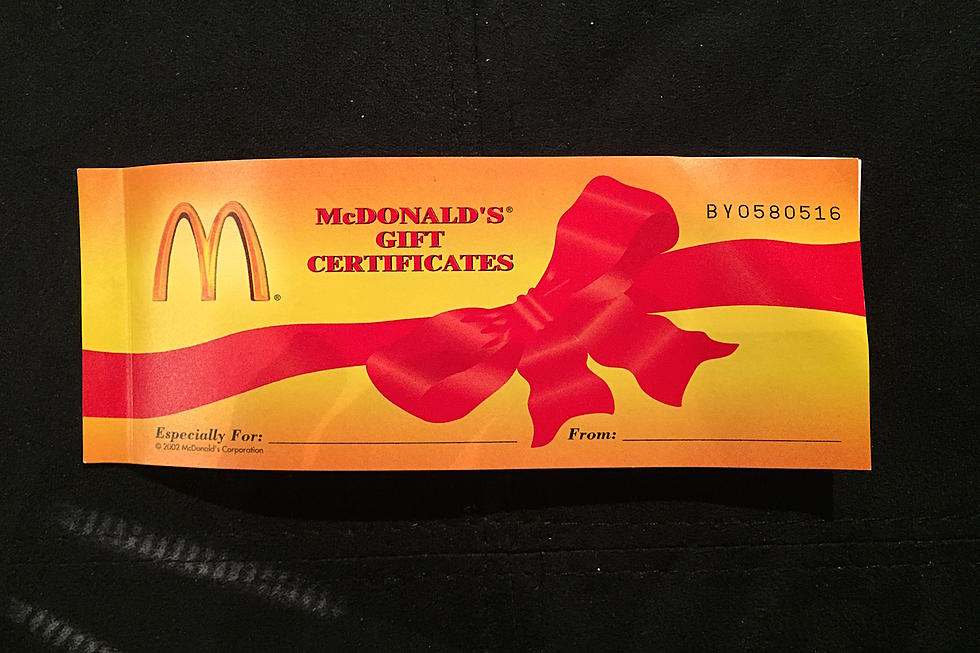 McDONALD'S®
GIFT
CERTIFICATES
BY0580516
®
Especially For:
From:
© 2002 McDonald's Corporation